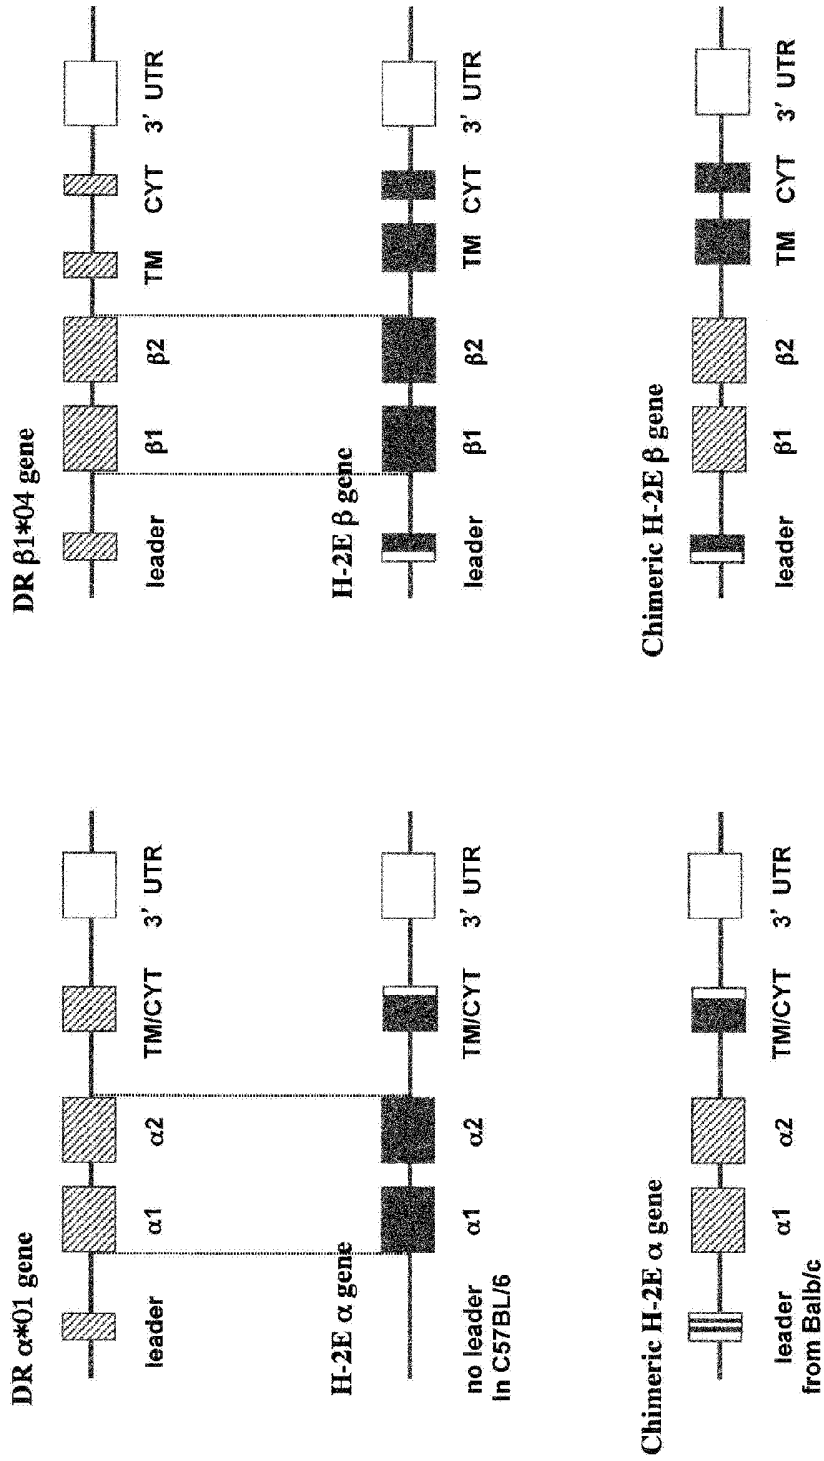 DR α*01 gene
leader α1 α2 TM/CYT 3' UTR
H-2E α gene
no leader α1 α2 TM/CYT 3' UTR
In C57BL/6
Chimeric H-2E α gene
leader α1 α2 TM/CYT 3' UTR
from Balb/c
DR β1*04 gene
leader β1 β2 TM CYT 3' UTR
H-2E β gene
leader β1 β2 TM CYT 3' UTR
Chimeric H-2E β gene
leader β1 β2 TM CYT 3' UTR